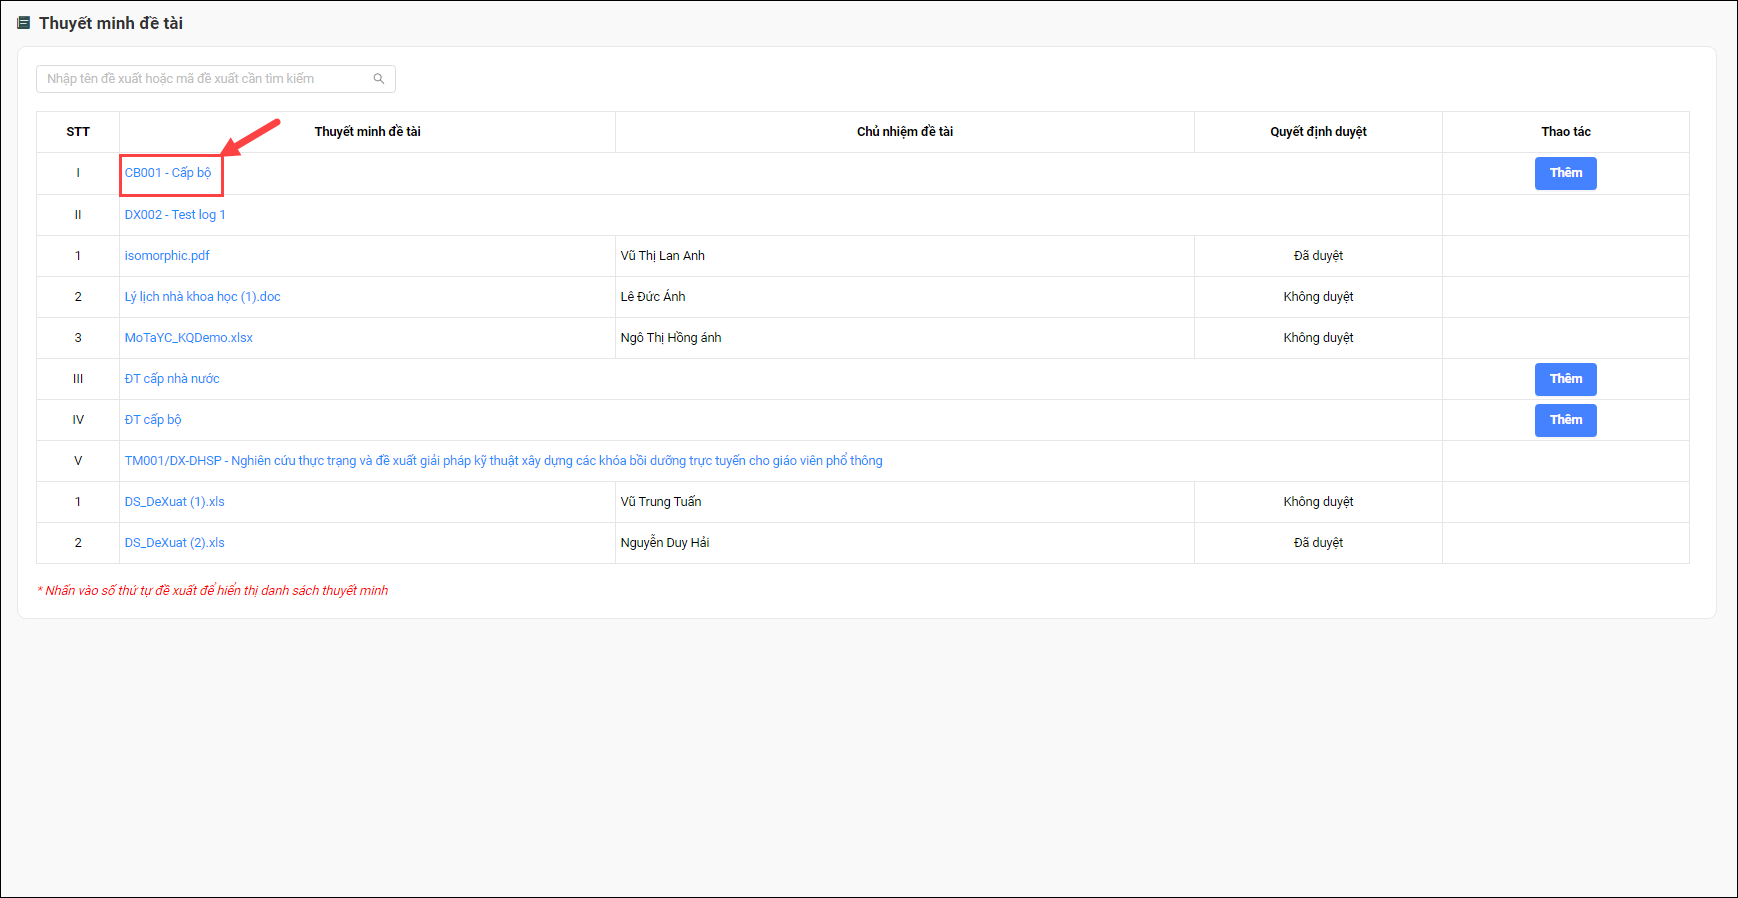 Thuyết minh đề tài
Nhập tên đề xuất hoặc mã đề xuất cần tìm kiếm
STT Thuyết minh đề tài Chủ nhiệm đề tài Quyết định duyệt Thao tác
I CB001 - Cấp bộ Thêm
II DX002 - Test log 1
1 isomorphic.pdf Vũ Thị Lan Anh Đã duyệt
2 Lý lịch nhà khoa học (1).doc Lê Đức Ánh Không duyệt
3 MoTaYC_KQDemo.xlsx Ngô Thị Hồng ánh Không duyệt
III ĐT cấp nhà nước Thêm
IV ĐT cấp bộ Thêm
V TM001/DX-DHSP - Nghiên cứu thực trạng và đề xuất giải pháp kỹ thuật xây dựng các khóa bồi dưỡng trực tuyến cho giáo viên phổ thông
1 DS_DeXuat (1).xls Vũ Trung Tuấn Không duyệt
2 DS_DeXuat (2).xls Nguyễn Duy Hải Đã duyệt
* Nhấn vào số thứ tự đề xuất để hiển thị danh sách thuyết minh